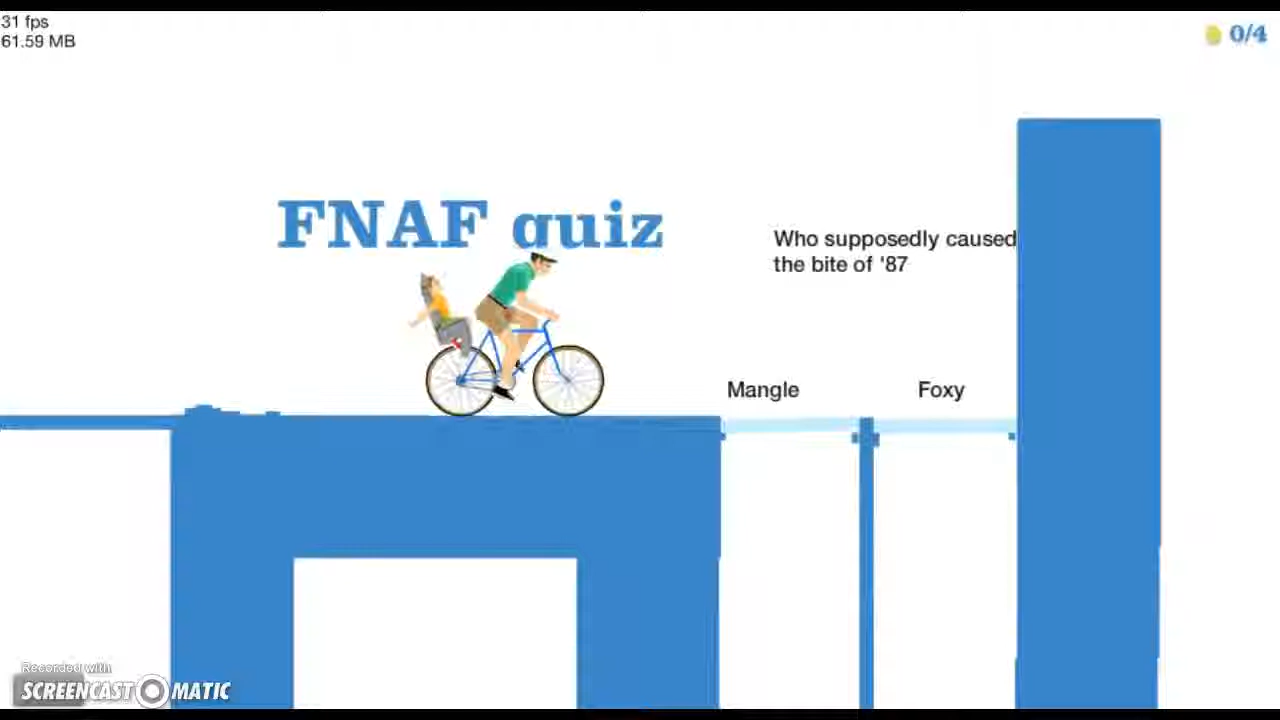 31 fps
61.59 MB
0/4
FNAF quiz
Who supposedly caused
the bite of '87
Mangle
Foxy
Recorded with
SCREENCAST MATIC